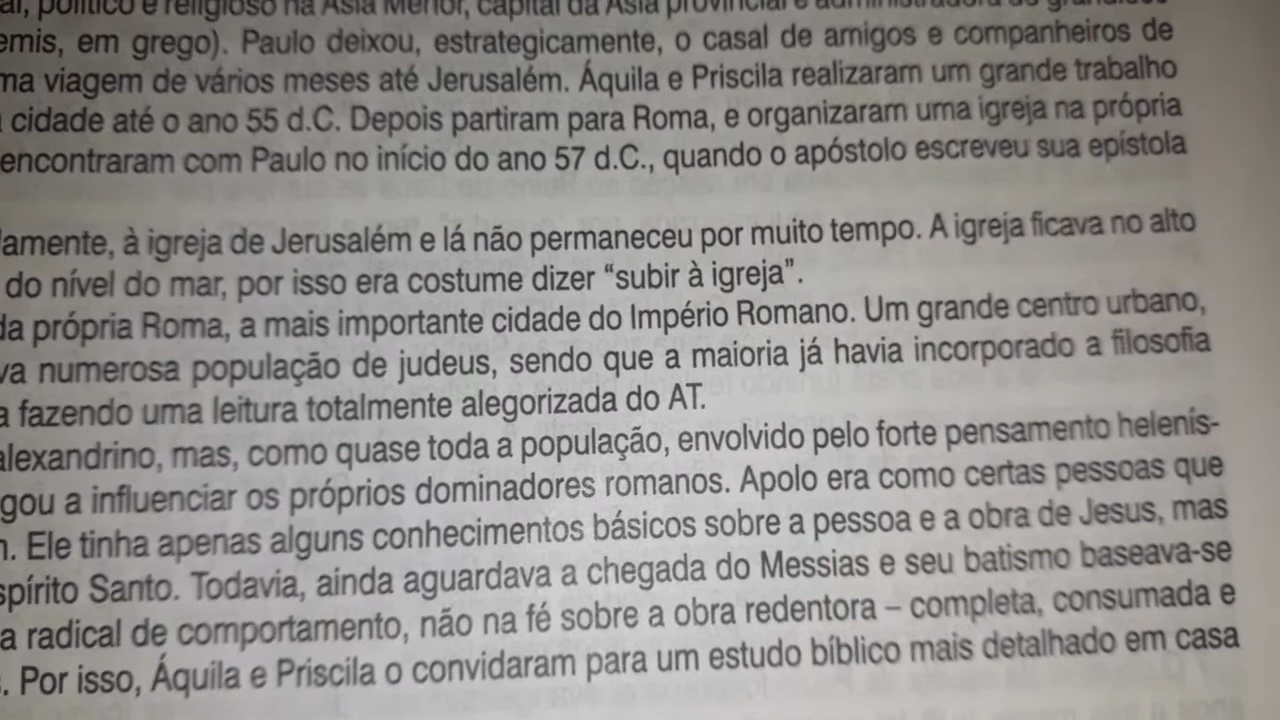 político e religioso na Ásia Menor, capital da Ásia provincial e
emis, em grego). Paulo deixou, estrategicamente, o casal de amigos e companheiros de
ma viagem de vários meses até Jerusalém. Áquila e Priscila realizaram um grande trabalho
cidade até o ano 55 d.C. Depois partiram para Roma, e organizaram uma igreja na própria
encontraram com Paulo no início do ano 57 d.C., quando o apóstolo escreveu sua epístola
lamente, à igreja de Jerusalém e lá não permaneceu por muito tempo. A igreja ficava no alto
do nível do mar, por isso era costume dizer “subir à igreja”.
da própria Roma, a mais importante cidade do Império Romano. Um grande centro urbano,
va numerosa população de judeus, sendo que a maioria já havia incorporado a filosofia
a fazendo uma leitura totalmente alegorizada do AT.
alexandrino, mas, como quase toda a população, envolvido pelo forte pensamento helenís-
gou a influenciar os próprios dominadores romanos. Apolo era como certas pessoas que
n. Ele tinha apenas alguns conhecimentos básicos sobre a pessoa e a obra de Jesus, mas
spírito Santo. Todavia, ainda aguardava a chegada do Messias e seu batismo baseava-se
a radical de comportamento, não na fé sobre a obra redentora – completa, consumada e
. Por isso, Áquila e Priscila o convidaram para um estudo bíblico mais detalhado em casa